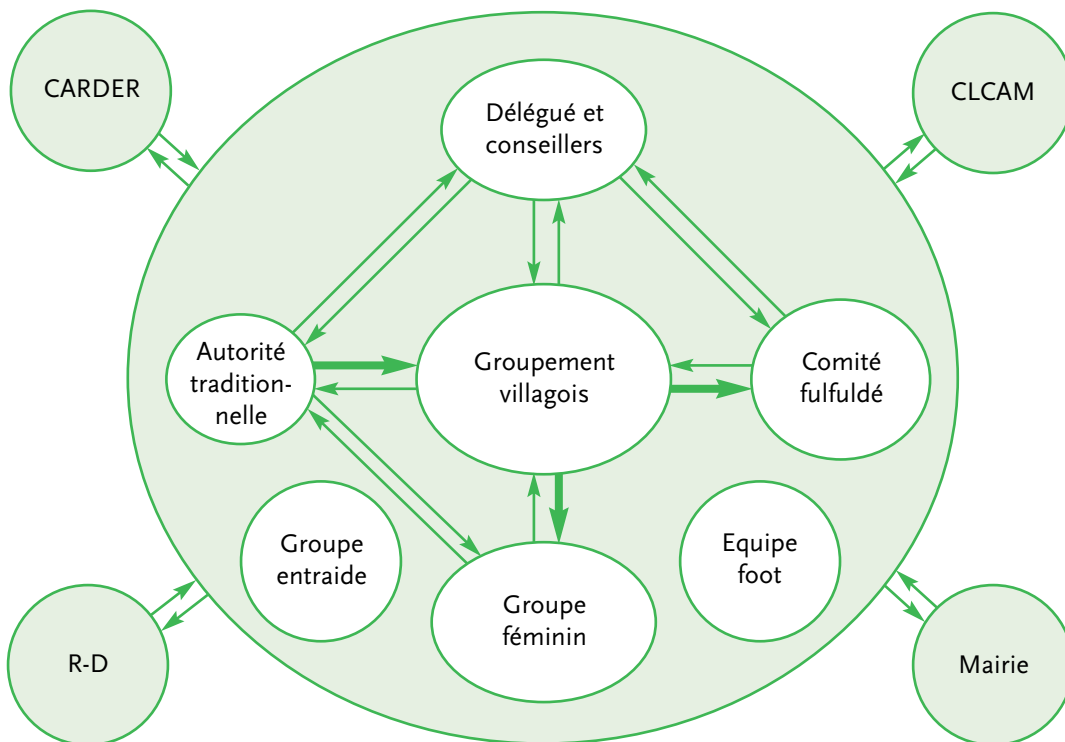 CARDER
CLCAM
Délégué et
conseillers
Autorité
tradition-
nelle
Groupement
villagois
Comité
fulfuldé
Groupe
entraide
Equipe
foot
Groupe
féminin
R-D
Mairie